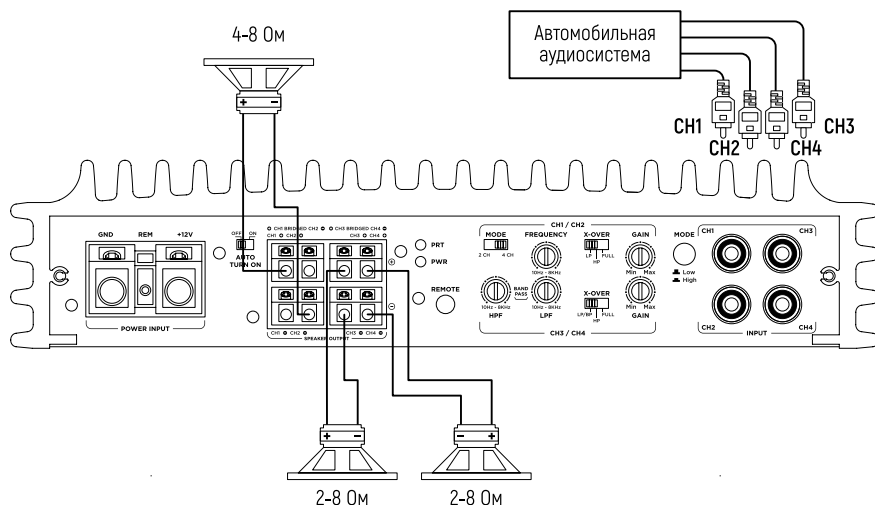 4-8 Ом
Автомобильная
аудиосистема
CH1
CH2
CH4
CH3
GND
REM
+12V
POWER INPUT
OFF
ON
AUTO
TURN ON
CH1 BRIDGED CH2
CH3 BRIDGED CH4
CH1
CH2
CH3
CH4
CH1
CH2
CH3
CH4
SPEAKER OUTPUT
PRT
PWR
REMOTE
CH1 / CH2
MODE
2 CH
4 CH
FREQUENCY
10Hz - 8KHz
X-OVER
LP
HP
FULL
GAIN
Min
Max
10Hz - 8KHz
HPF
BAND
PASS
10Hz - 8KHz
LPF
X-OVER
LP/BP
HP
FULL
Min
Max
GAIN
CH3 / CH4
MODE
Low
High
CH1
CH3
CH2
CH4
INPUT
+ -
+ -
- +
2-8 Ом
2-8 Ом